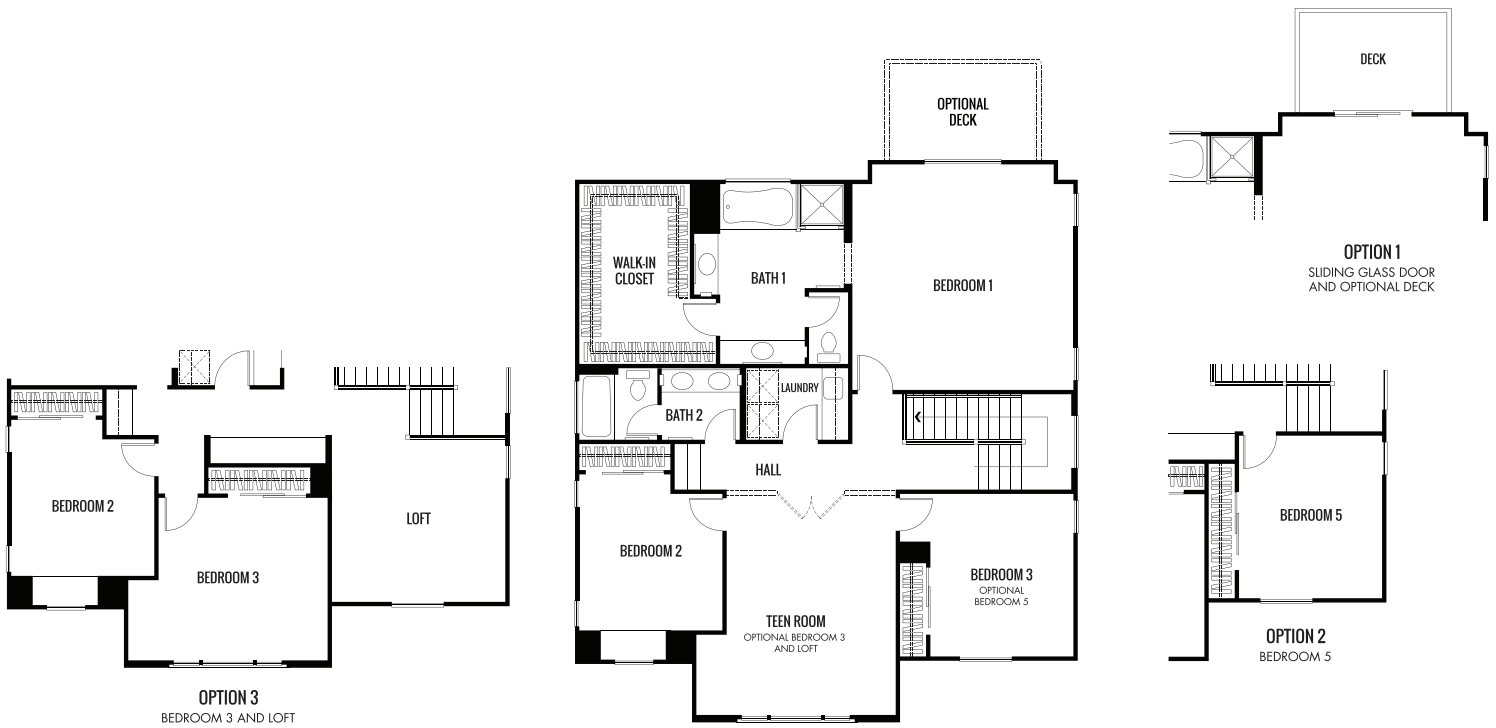 BEDROOM 2
BEDROOM 3
LOFT
OPTION 3
BEDROOM 3 AND LOFT
OPTIONAL
DECK
WALK-IN
CLOSET
BATH 1
BEDROOM 1
BATH 2
LAUNDRY
HALL
BEDROOM 2
TEEN ROOM
OPTIONAL BEDROOM 3
AND LOFT
BEDROOM 3
OPTIONAL
BEDROOM 5
DECK
OPTION 1
SLIDING GLASS DOOR
AND OPTIONAL DECK
BEDROOM 5
OPTION 2
BEDROOM 5